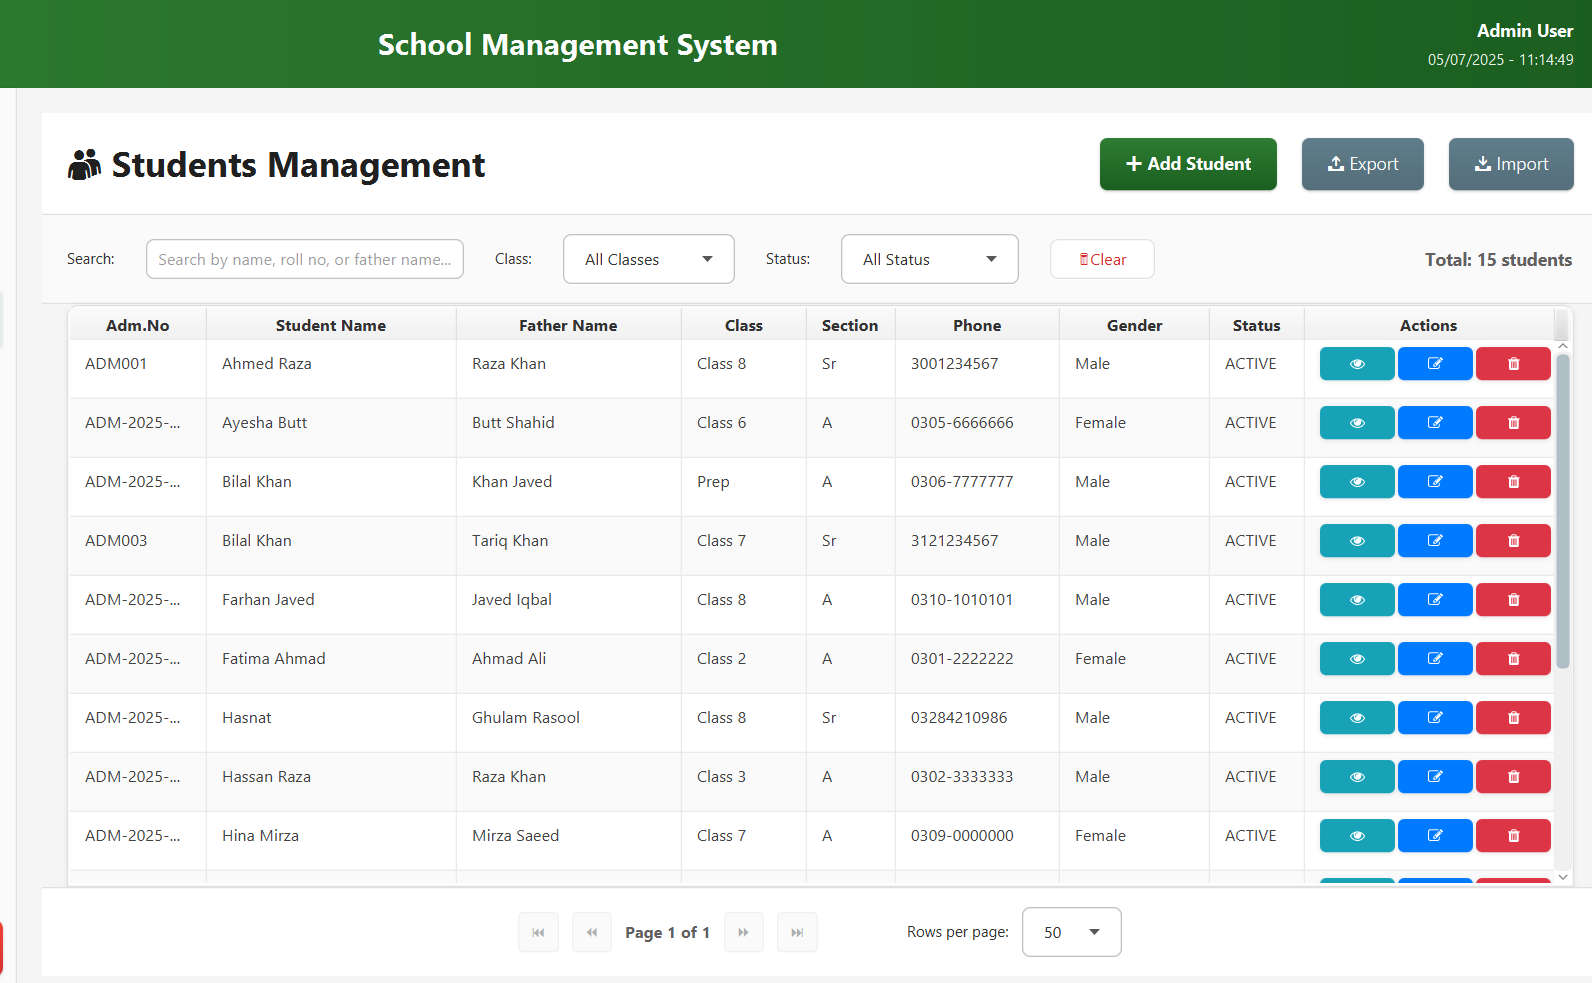 School Management System
Admin User
05/07/2025 - 11:14:49
Students Management
Add Student
Export
Import
Search: Search by name, roll no, or father name... Class: All Classes Status: All Status Clear Total: 15 students
Adm.No Student Name Father Name Class Section Phone Gender Status Actions
ADM001 Ahmed Raza Raza Khan Class 8 Sr 3001234567 Male ACTIVE
ADM-2025-... Ayesha Butt Butt Shahid Class 6 A 0305-6666666 Female ACTIVE
ADM-2025-... Bilal Khan Khan Javed Prep A 0306-7777777 Male ACTIVE
ADM003 Bilal Khan Tariq Khan Class 7 Sr 3121234567 Male ACTIVE
ADM-2025-... Farhan Javed Javed Iqbal Class 8 A 0310-1010101 Male ACTIVE
ADM-2025-... Fatima Ahmad Ahmad Ali Class 2 A 0301-2222222 Female ACTIVE
ADM-2025-... Hasnat Ghulam Rasool Class 8 Sr 03284210986 Male ACTIVE
ADM-2025-... Hassan Raza Raza Khan Class 3 A 0302-3333333 Male ACTIVE
ADM-2025-... Hina Mirza Mirza Saeed Class 7 A 0309-0000000 Female ACTIVE
Page 1 of 1 Rows per page: 50